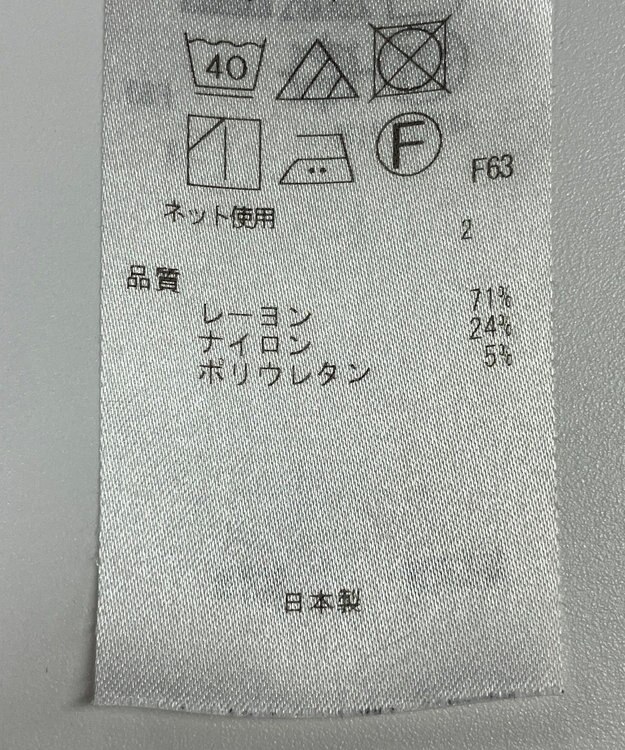 40
F
F63
ネット使用
2
品質
レーヨン 71%
ナイロン 24%
ポリウレタン 5%
日本製